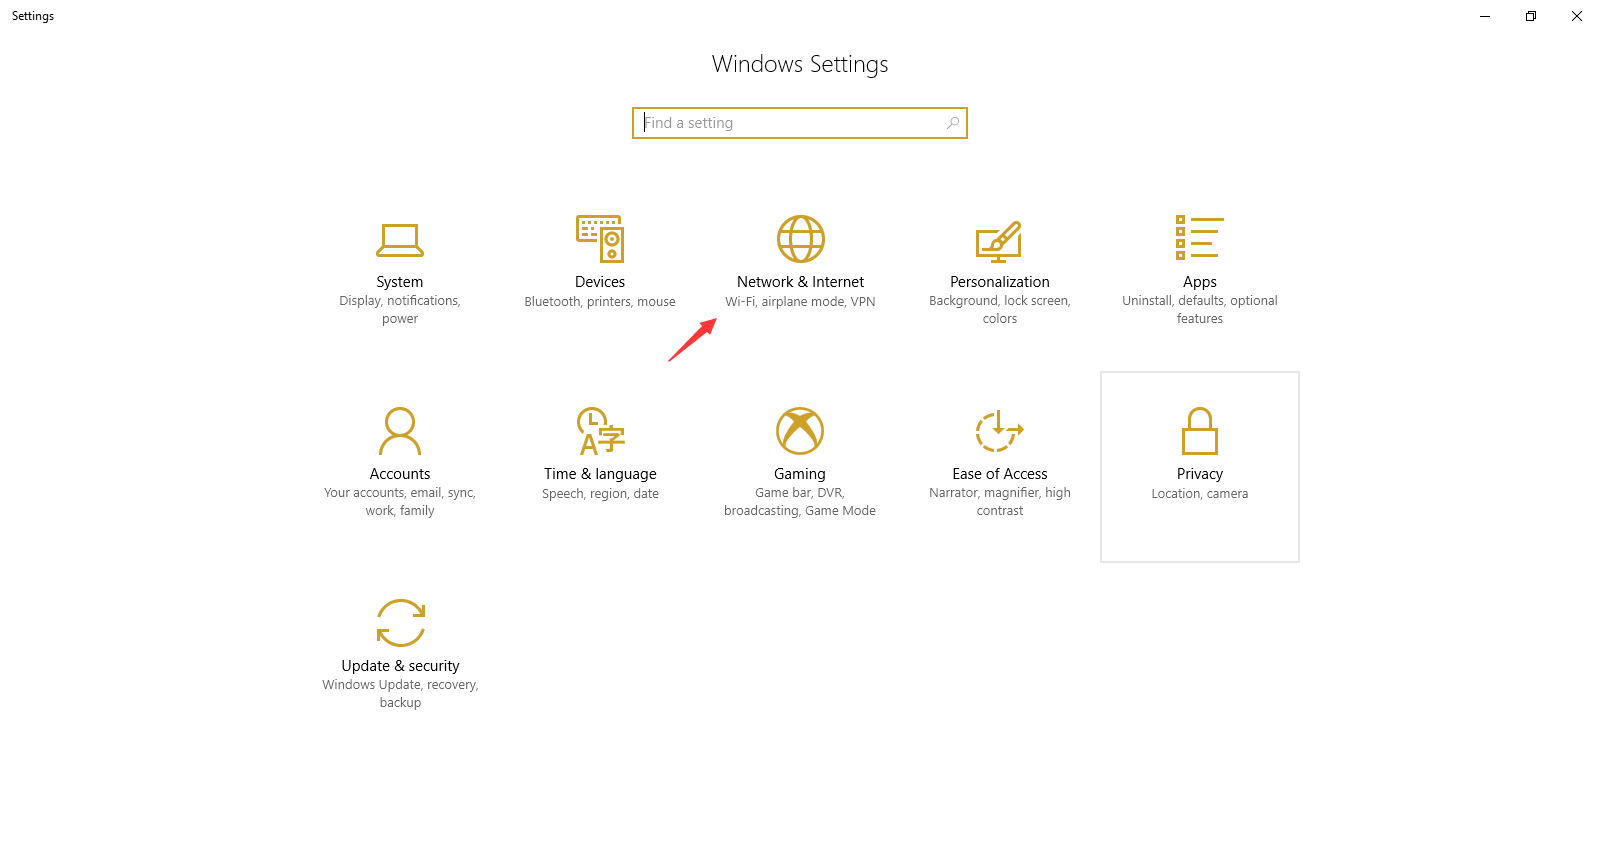 Settings
Windows Settings
Find a setting
System
Display, notifications,
power
Devices
Bluetooth, printers, mouse
Network & Internet
Wi-Fi, airplane mode, VPN
Personalization
Background, lock screen,
colors
Apps
Uninstall, defaults, optional
features
Accounts
Your accounts, email, sync,
work, family
A字
Time & language
Speech, region, date
Gaming
Game bar, DVR,
broadcasting, Game Mode
Ease of Access
Narrator, magnifier, high
contrast
Privacy
Location, camera
Update & security
Windows Update, recovery,
backup